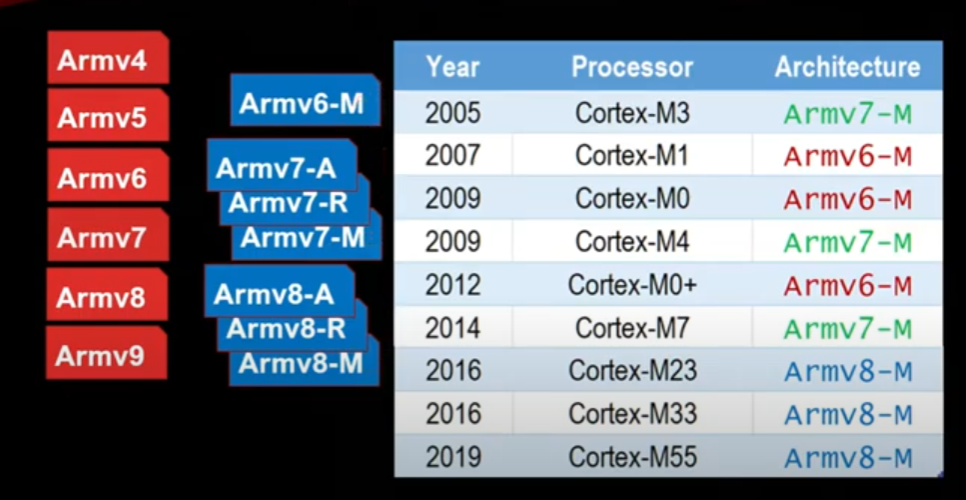 Armv4
Armv5
Armv6
Armv7
Armv8
Armv9
Armv6-M
Armv7-A
Armv7-R
Armv7-M
Armv8-A
Armv8-R
Armv8-M
Year Processor Architecture
2005 Cortex-M3 Armv7-M
2007 Cortex-M1 Armv6-M
2009 Cortex-M0 Armv6-M
2009 Cortex-M4 Armv7-M
2012 Cortex-M0+ Armv6-M
2014 Cortex-M7 Armv7-M
2016 Cortex-M23 Armv8-M
2016 Cortex-M33 Armv8-M
2019 Cortex-M55 Armv8-M